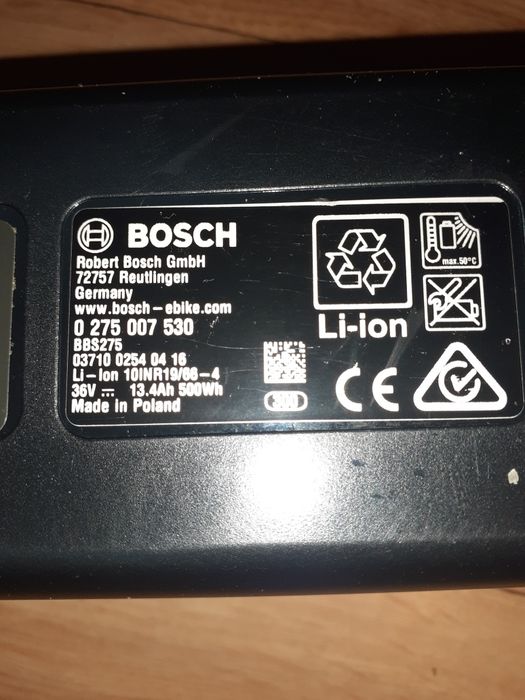 BOSCH
Robert Bosch GmbH
72757 Reutlingen
Germany
www.bosch-ebike.com
0 275 007 530
BBS275
03710 0254 04 16
Li-Ion 10INR19/66-4
36V ⎓ 13.4Ah 500Wh
Made in Poland
Li-ion
max.50°C
CE